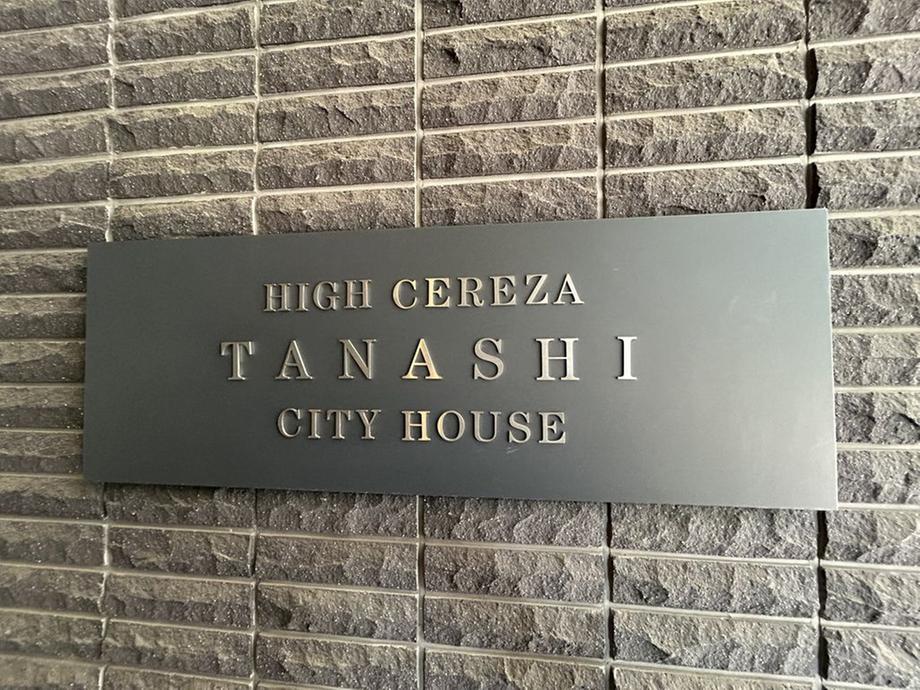 HIGH CEREZA
TANASHI
CITY HOUSE